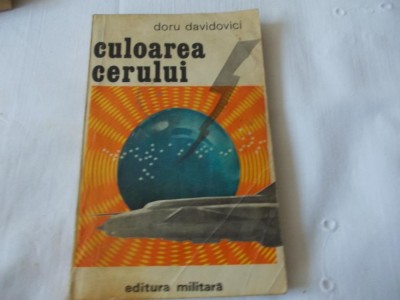 doru davidovici
culoarea
cerului
editura militară